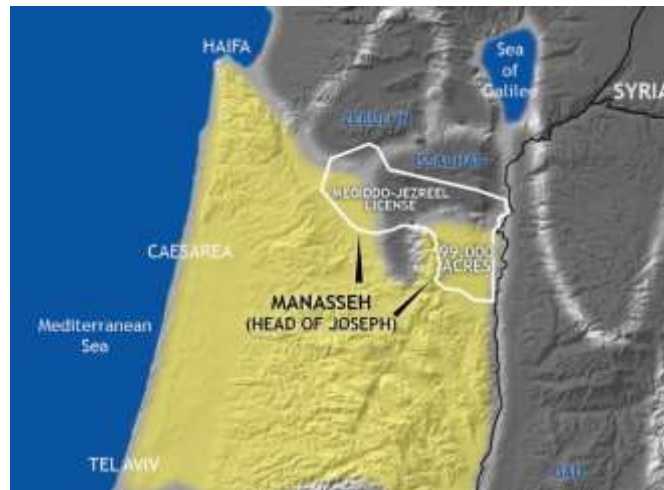 HAIFA
Sea
of
Galilee
SYRIA
MEGIDDO-JEZREEL
LICENSE
CAESAREA
99,000
ACRES
MANASSEH
(HEAD OF JOSEPH)
Mediterranean
Sea
TEL AVIV
GAD